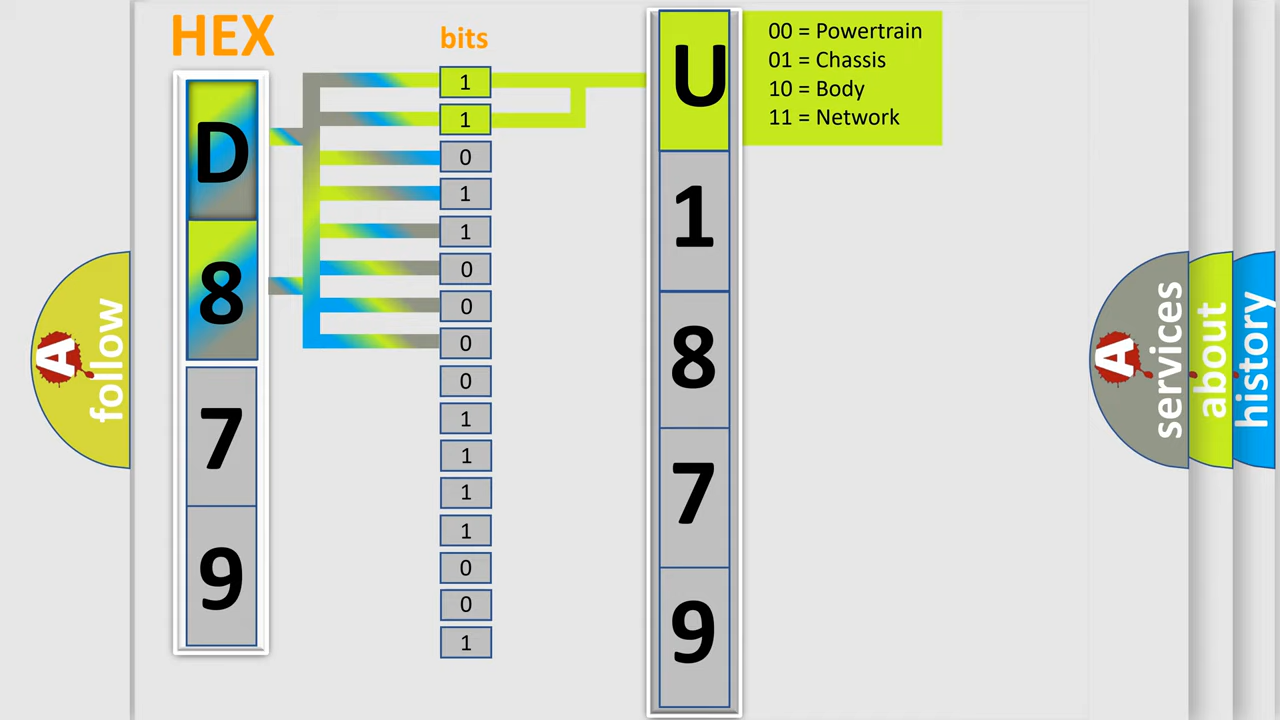 HEX
bits
D
8
7
9
1
1
0
1
1
0
0
0
0
1
1
1
1
0
0
1
U
1
8
7
9
00 = Powertrain
01 = Chassis
10 = Body
11 = Network
A
follow
A
services
about
history